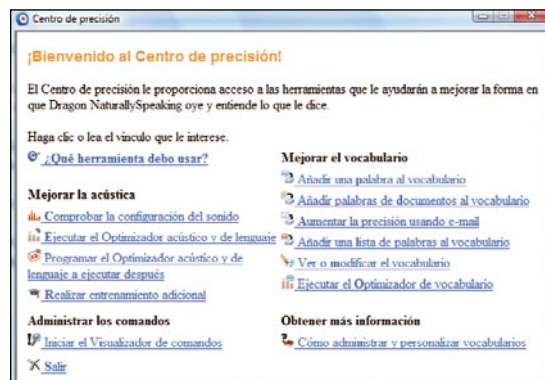 Centro de precisión
¡Bienvenido al Centro de precisión!
El Centro de precisión le proporciona acceso a las herramientas que le ayudarán a mejorar la forma en
que Dragon NaturallySpeaking oye y entiende lo que le dice.
Haga clic o lea el vínculo que le interese.
¿Qué herramienta debo usar?
Mejorar la acústica
Comprobar la configuración del sonido
Ejecutar el Optimizador acústico y de lenguaje
Programar el Optimizador acústico y de
lenguaje a ejecutar después
Realizar entrenamiento adicional
Administrar los comandos
Iniciar el Visualizador de comandos
Salir
Mejorar el vocabulario
Añadir una palabra al vocabulario
Añadir palabras de documentos al vocabulario
Aumentar la precisión usando e-mail
Añadir una lista de palabras al vocabulario
Ver o modificar el vocabulario
Ejecutar el Optimizador de vocabulario
Obtener más información
Cómo administrar y personalizar vocabularios